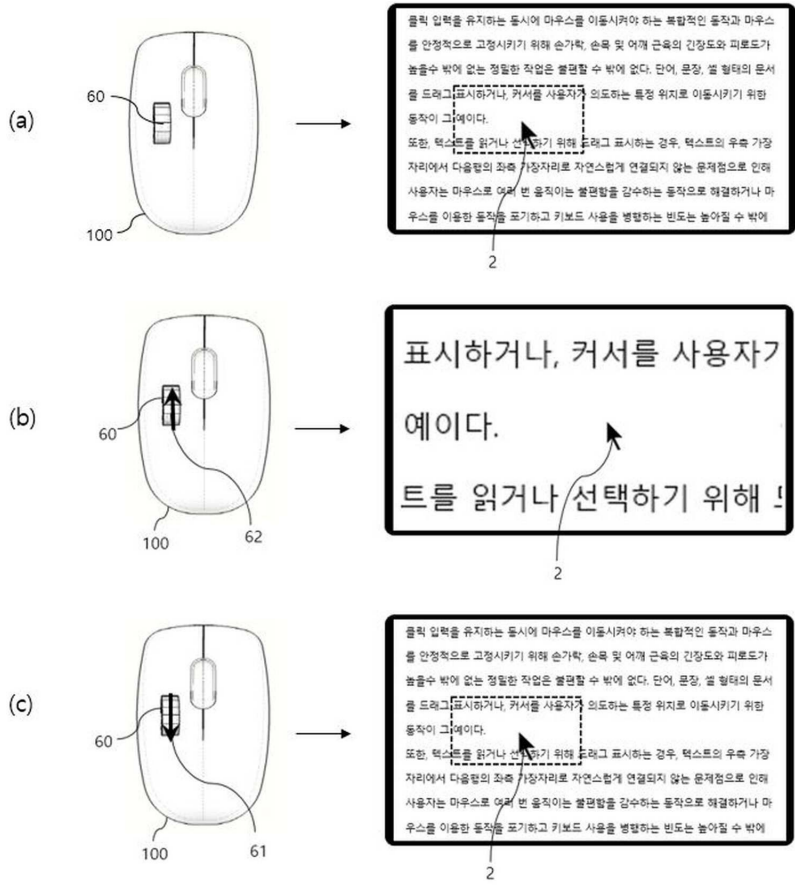 (a)
60
100
클릭 입력을 유지하는 동시에 마우스를 이동시켜야 하는 복합적인 동작과 마우스
를 안정적으로 고정시키기 위해 손가락, 손목 및 어깨 근육의 긴장도와 피로도가
높을수 밖에 없는 정밀한 작업은 불편할 수 밖에 없다. 단어, 문장, 셀 형태의 문서
를 드래그 표시하거나, 커서를 사용자가 의도하는 특정 위치로 이동시키기 위한
동작이 그 예이다.
또한, 텍스트를 읽거나 선택하기 위해 드래그 표시하는 경우, 텍스트의 우측 가장
자리에서 다음행의 좌측 가장자리로 자연스럽게 연결되지 않는 문제점으로 인해
사용자는 마우스로 여러 번 움직이는 불편함을 감수하는 동작으로 해결하거나 마
우스를 이용한 동작을 포기하고 키보드 사용을 병행하는 빈도는 높아질 수 밖에
2
(b)
60
100
62
표시하거나, 커서를 사용자가
예이다.
트를 읽거나 선택하기 위해
2
(c)
60
100
61
클릭 입력을 유지하는 동시에 마우스를 이동시켜야 하는 복합적인 동작과 마우스
를 안정적으로 고정시키기 위해 손가락, 손목 및 어깨 근육의 긴장도와 피로도가
높을수 밖에 없는 정밀한 작업은 불편할 수 밖에 없다. 단어, 문장, 셀 형태의 문서
를 드래그 표시하거나, 커서를 사용자가 의도하는 특정 위치로 이동시키기 위한
동작이 그 예이다.
또한, 텍스트를 읽거나 선택하기 위해 드래그 표시하는 경우, 텍스트의 우측 가장
자리에서 다음행의 좌측 가장자리로 자연스럽게 연결되지 않는 문제점으로 인해
사용자는 마우스로 여러 번 움직이는 불편함을 감수하는 동작으로 해결하거나 마
우스를 이용한 동작을 포기하고 키보드 사용을 병행하는 빈도는 높아질 수 밖에
2